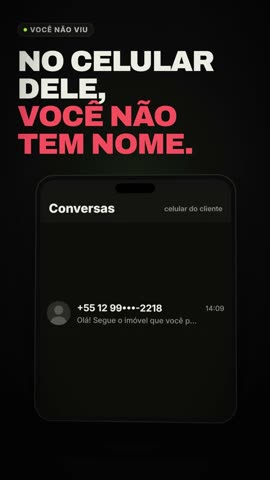 VOCÊ NÃO VIU
NO CELULAR
DELE,
VOCÊ NÃO
TEM NOME.
Conversas
celular do cliente
+55 12 99•••-2218
14:09
Olá! Segue o imóvel que você p...